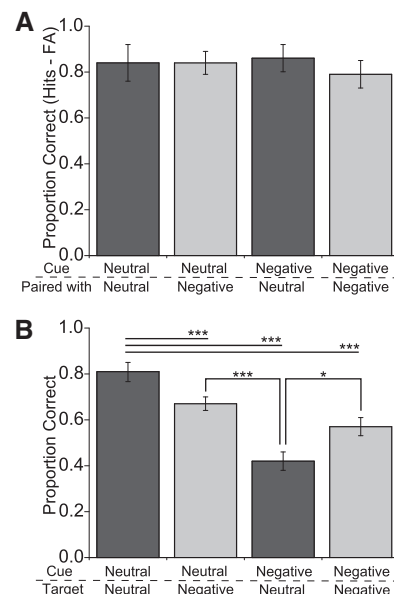 A
Proportion Correct (Hits - FA)
1.0
0.8
0.6
0.4
0.2
0.0
Cue Neutral Neutral Negative Negative
Paired with Neutral Negative Neutral Negative
B
Proportion Correct
1.0
0.8
0.6
0.4
0.2
0.0
***
***
***
***
*
Cue Neutral Neutral Negative Negative
Target Neutral Negative Neutral Negative